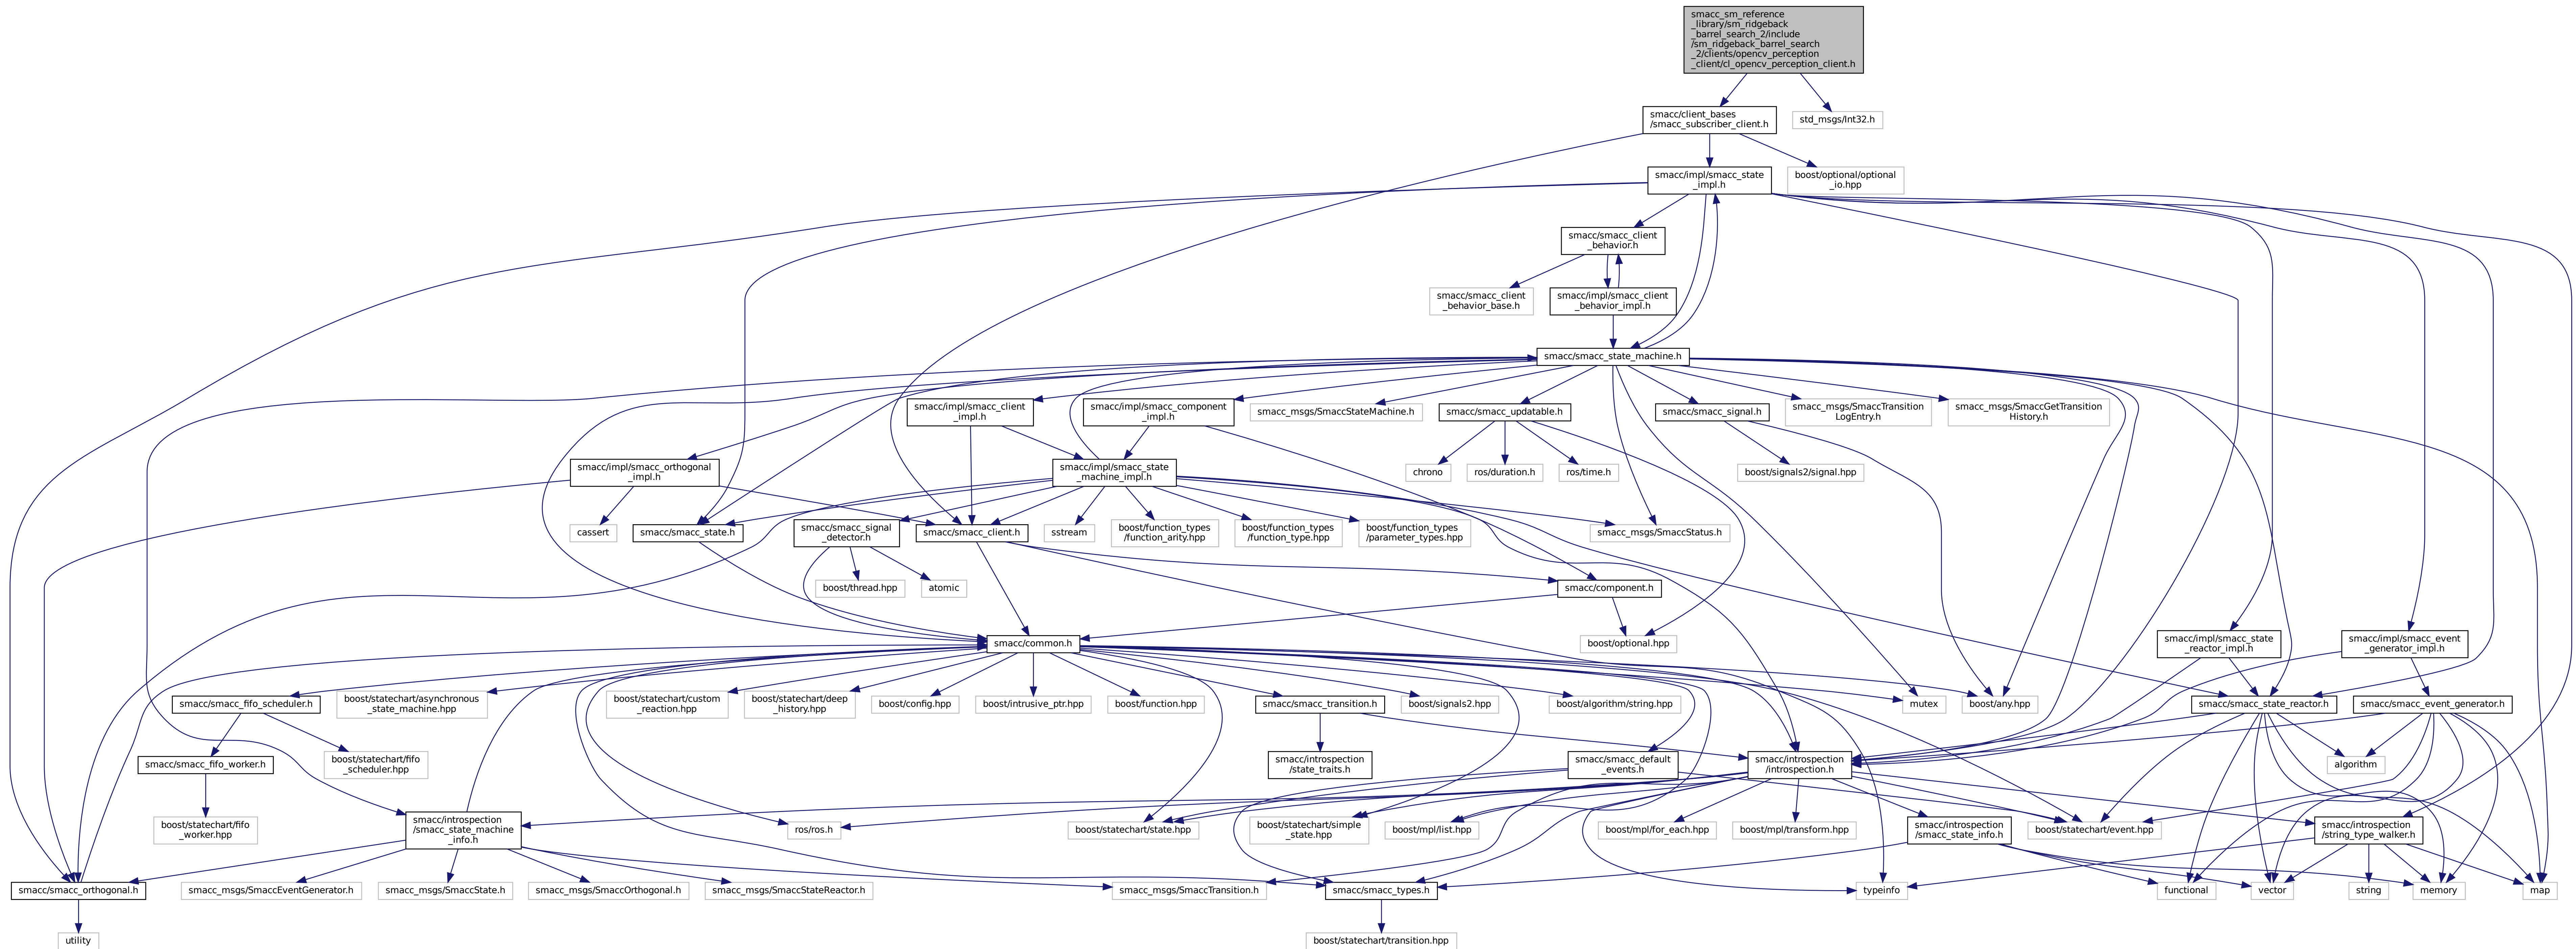 smacc_sm_reference
_library/sm_ridgeback
_barrel_search_2/include
/sm_ridgeback_barrel_search
_2/clients/opencv_perception
_client/cl_opencv_perception_client.h
smacc/client_bases
/smacc_subscriber_client.h
std_msgs/Int32.h
smacc/impl/smacc_state
_impl.h
boost/optional/optional
_io.hpp
smacc/smacc_client
_behavior.h
smacc/smacc_client
_behavior_base.h
smacc/impl/smacc_client
_behavior_impl.h
smacc/smacc_state_machine.h
smacc/impl/smacc_client
_impl.h
smacc/impl/smacc_component
_impl.h
smacc_msgs/SmaccStateMachine.h
smacc/smacc_updatable.h
smacc/smacc_signal.h
smacc_msgs/SmaccTransition
LogEntry.h
smacc_msgs/SmaccGetTransition
History.h
smacc/impl/smacc_orthogonal
_impl.h
smacc/impl/smacc_state
_machine_impl.h
chrono
ros/duration.h
ros/time.h
boost/signals2/signal.hpp
cassert
smacc/smacc_state.h
smacc/smacc_signal
_detector.h
smacc/smacc_client.h
sstream
boost/function_types
/function_arity.hpp
boost/function_types
/function_type.hpp
boost/function_types
/parameter_types.hpp
smacc_msgs/SmaccStatus.h
boost/thread.hpp
atomic
smacc/component.h
smacc/common.h
boost/optional.hpp
smacc/impl/smacc_state
_reactor_impl.h
smacc/impl/smacc_event
_generator_impl.h
smacc/smacc_fifo_scheduler.h
boost/statechart/asynchronous
_state_machine.hpp
boost/statechart/custom
_reaction.hpp
boost/statechart/deep
_history.hpp
boost/config.hpp
boost/intrusive_ptr.hpp
boost/function.hpp
smacc/smacc_transition.h
boost/signals2.hpp
boost/algorithm/string.hpp
mutex
boost/any.hpp
smacc/smacc_state_reactor.h
smacc/smacc_event_generator.h
smacc/smacc_fifo_worker.h
boost/statechart/fifo
_scheduler.hpp
smacc/introspection
/state_traits.h
smacc/smacc_default
_events.h
smacc/introspection
/introspection.h
algorithm
boost/statechart/fifo
_worker.hpp
smacc/introspection
/smacc_state_machine
_info.h
ros/ros.h
boost/statechart/state.hpp
boost/statechart/simple
_state.hpp
boost/mpl/list.hpp
boost/mpl/for_each.hpp
boost/mpl/transform.hpp
smacc/introspection
/smacc_state_info.h
boost/statechart/event.hpp
smacc/introspection
/string_type_walker.h
smacc/smacc_orthogonal.h
smacc_msgs/SmaccEventGenerator.h
smacc_msgs/SmaccState.h
smacc_msgs/SmaccOrthogonal.h
smacc_msgs/SmaccStateReactor.h
smacc_msgs/SmaccTransition.h
smacc/smacc_types.h
typeinfo
functional
vector
string
memory
map
utility
boost/statechart/transition.hpp